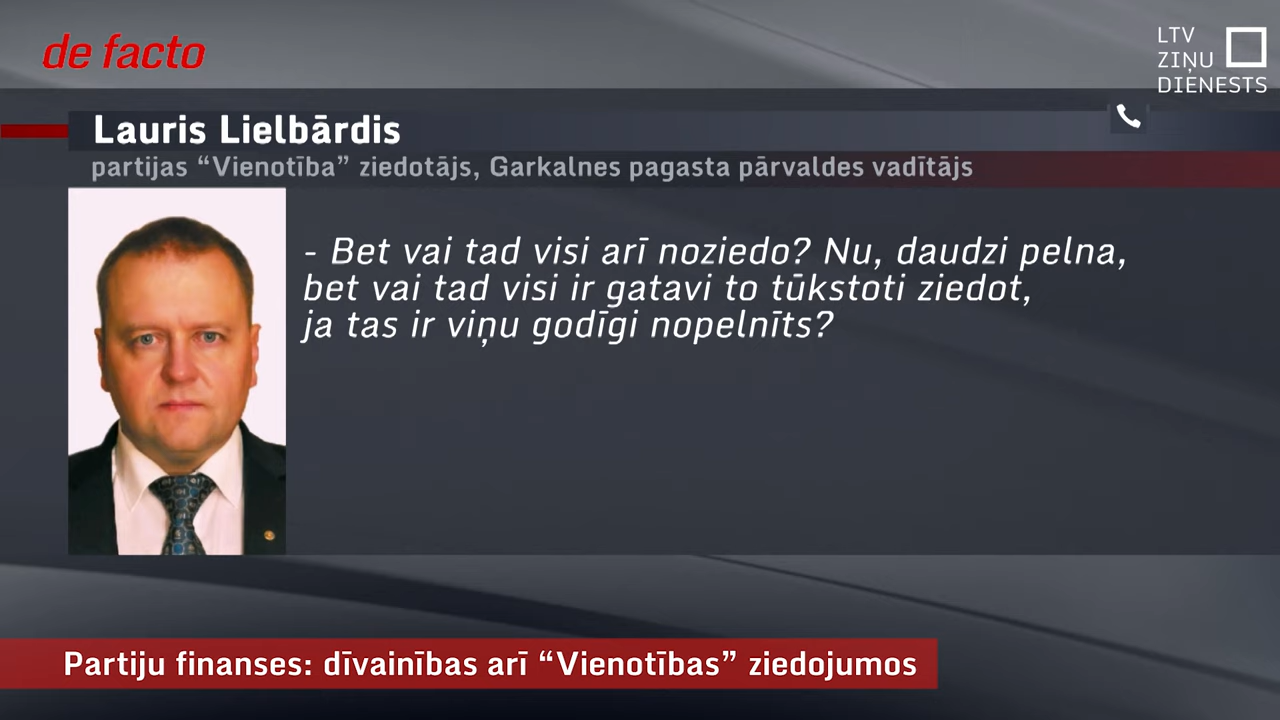 de facto
LTV
ZIŅU
DIENESTS
Lauris Lielbārdis
partijas “Vienotība” ziedotājs, Garkalnes pagasta pārvaldes vadītājs
- Bet vai tad visi arī noziedo? Nu, daudzi pelna,
bet vai tad visi ir gatavi to tūkstoti ziedot,
ja tas ir viņu godīgi nopelnīts?
Partiju finanses: dīvainības arī “Vienotības” ziedojumos